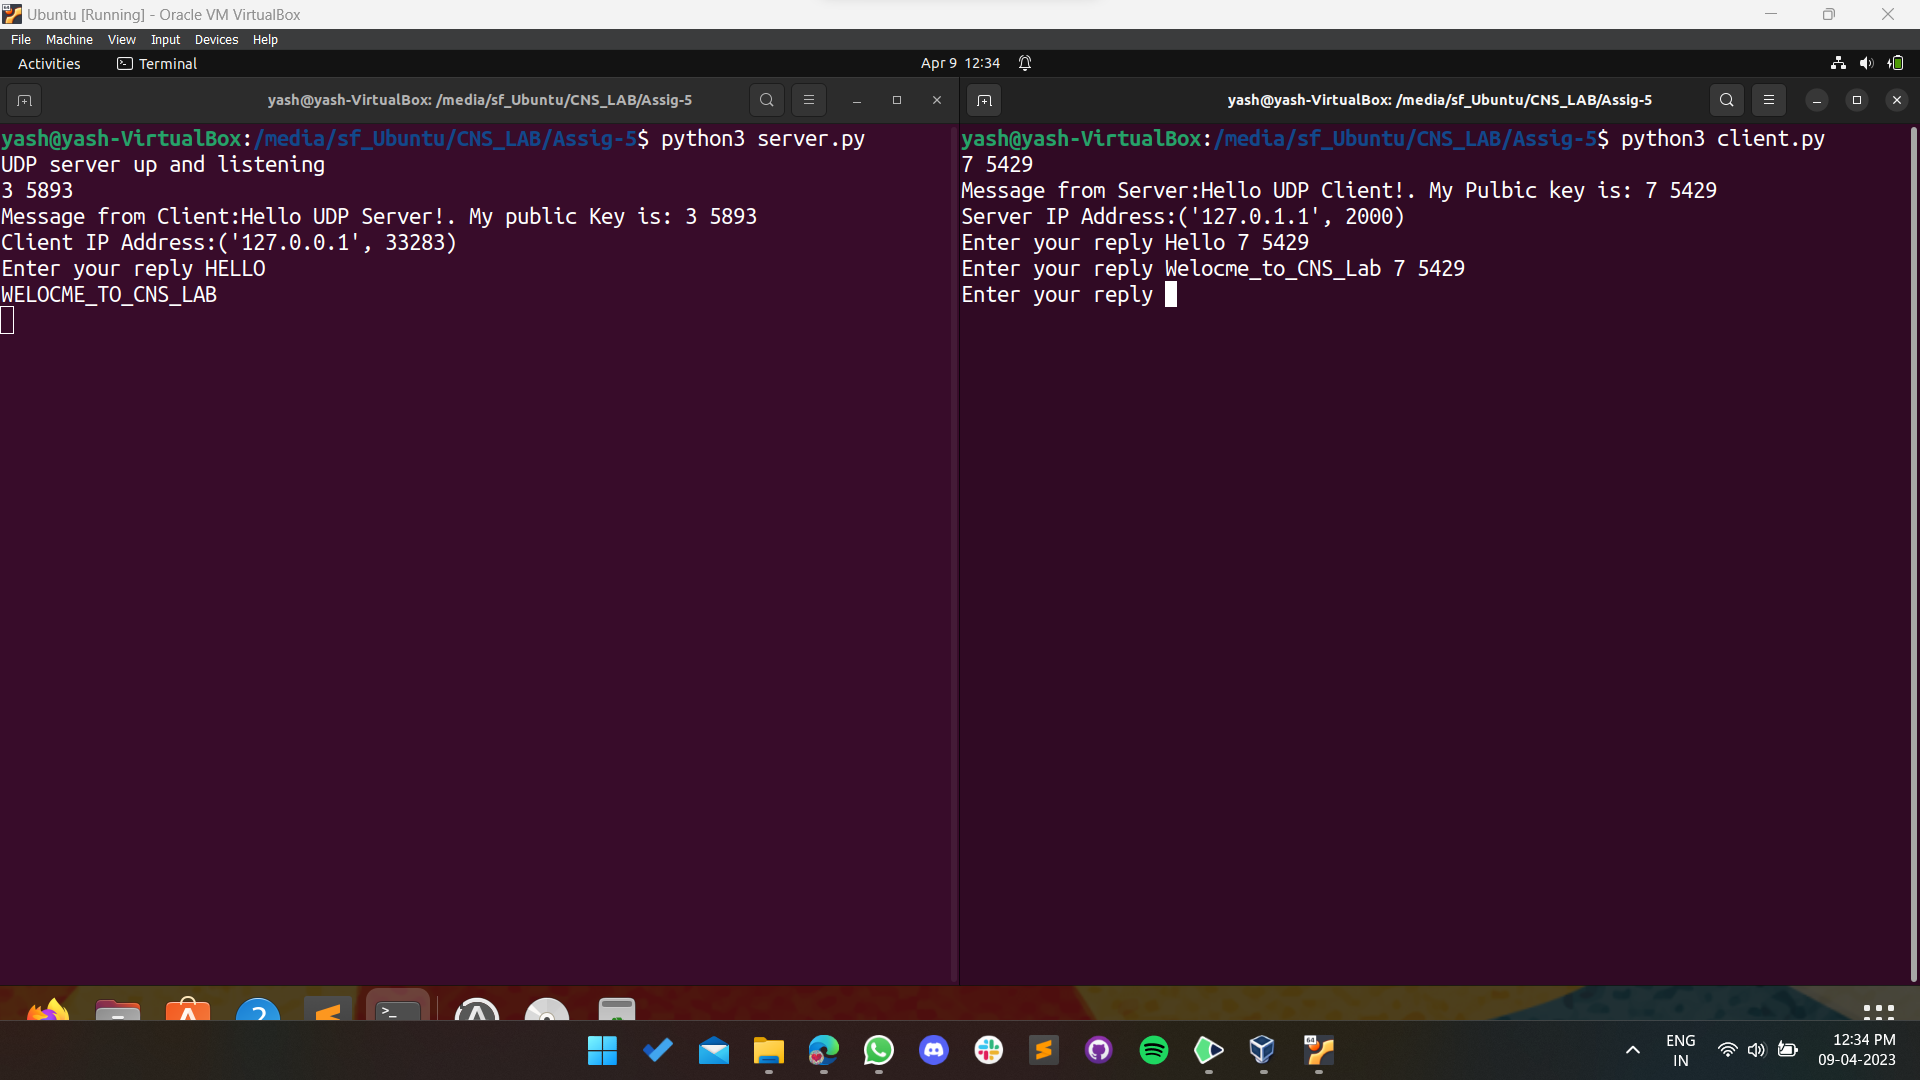 Ubuntu [Running] - Oracle VM VirtualBox
File Machine View Input Devices Help
Activities Terminal Apr 9 12:34
yash@yash-VirtualBox: /media/sf_Ubuntu/CNS_LAB/Assig-5
yash@yash-VirtualBox:/media/sf_Ubuntu/CNS_LAB/Assig-5$ python3 server.py
UDP server up and listening
3 5893
Message from Client:Hello UDP Server!. My public Key is: 3 5893
Client IP Address:('127.0.0.1', 33283)
Enter your reply HELLO
WELOCME_TO_CNS_LAB
yash@yash-VirtualBox: /media/sf_Ubuntu/CNS_LAB/Assig-5
yash@yash-VirtualBox:/media/sf_Ubuntu/CNS_LAB/Assig-5$ python3 client.py
7 5429
Message from Server:Hello UDP Client!. My Pulbic key is: 7 5429
Server IP Address:('127.0.1.1', 2000)
Enter your reply Hello 7 5429
Enter your reply Welocme_to_CNS_Lab 7 5429
Enter your reply
64
ENG
IN
12:34 PM
09-04-2023